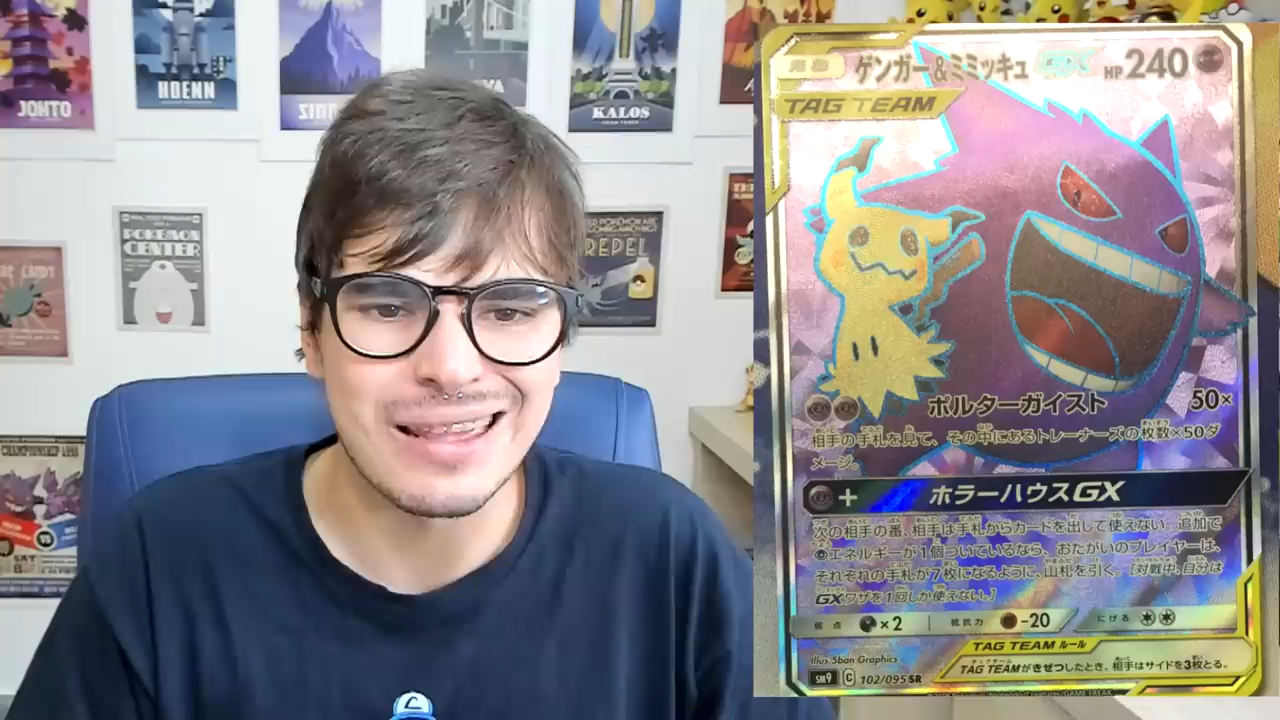 JOHTO
HOENN
KALOS
POKEMON
CENTER
REPEL
CHAMPIONSHIP
ゲンガー&ミミッキュ GX HP 240
TAG TEAM
ポルターガイスト 50×
相手の手札を見て、その中にあるトレーナーズの枚数×50ダ
メージ。
+ ホラーハウスGX
次の相手の番、相手は手札からカードを出して使えない。追加で
エネルギーが1個ついているなら、おたがいのプレイヤーは、
それぞれの手札が7枚になるように、山札を引く。[対戦中、自分は
GXワザを1回しか使えない。]
弱点 ×2 抵抗力 -20 にげる
TAG TEAM ルール
TAG TEAMがきぜつしたとき、相手はサイドを3枚とる。
Illus. 5ban Graphics
SM9 C 102/095 SR